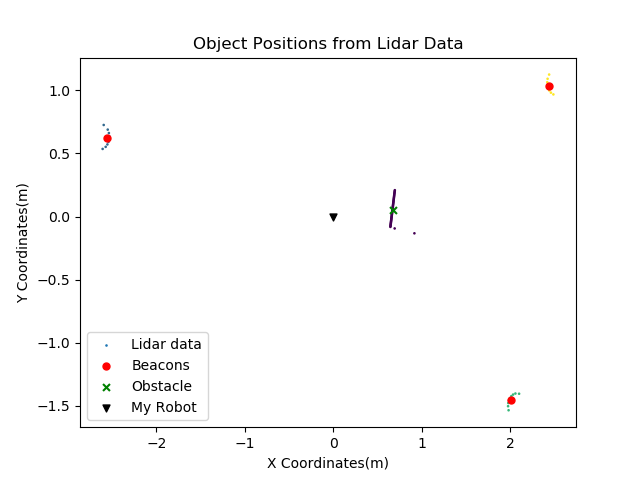 Object Positions from Lidar Data
Y Coordinates(m)
1.0
0.5
0.0
−0.5
−1.0
−1.5
Lidar data
Beacons
Obstacle
My Robot
−2
−1
0
1
2
X Coordinates(m)